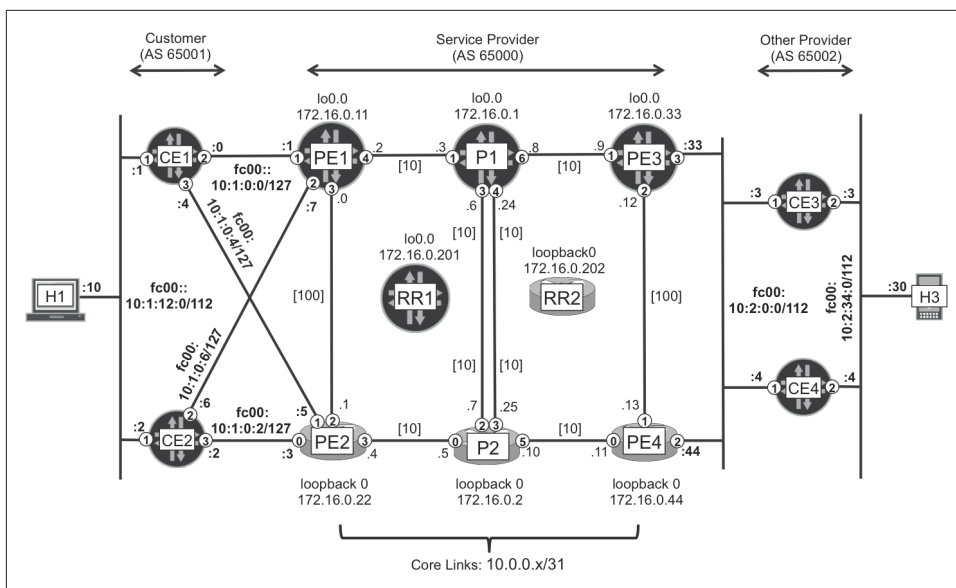 Customer
(AS 65001)
Service Provider
(AS 65000)
Other Provider
(AS 65002)
lo0.0
172.16.0.11
lo0.0
172.16.0.1
lo0.0
172.16.0.33
1 CE1 2
:1
:0
3
:4
fc00::
10:1:0:0/127
:1
1 PE1 4
2 3
:7
.0
.2
[10]
.3
1 P1 6
3 4
.6
.24
.8
[10]
.9
1 PE3 3
2
.12
:33
fc00:
10:1:0:4/127
[10]
[10]
:3
1 CE3 2
:3
lo0.0
172.16.0.201
RR1
loopback0
172.16.0.202
RR2
H1
:10
fc00::
10:1:12:0/112
[100]
[100]
fc00:
10:2:0:0/112
fc00:
10:2:34:0/112
:30
H3
fc00:
10:1:0:6/127
[10]
[10]
:4
1 CE4 2
:4
:2
1 CE2 3
2
:6
:2
fc00:
10:1:0:2/127
:5
.1
:3
1 2
0 PE2 3
.4
[10]
.5
.7
.25
2 3
0 P2 5
.10
[10]
.11
.13
1
0 PE4 2
:44
loopback 0
172.16.0.22
loopback 0
172.16.0.2
loopback 0
172.16.0.44
Core Links: 10.0.0.x/31